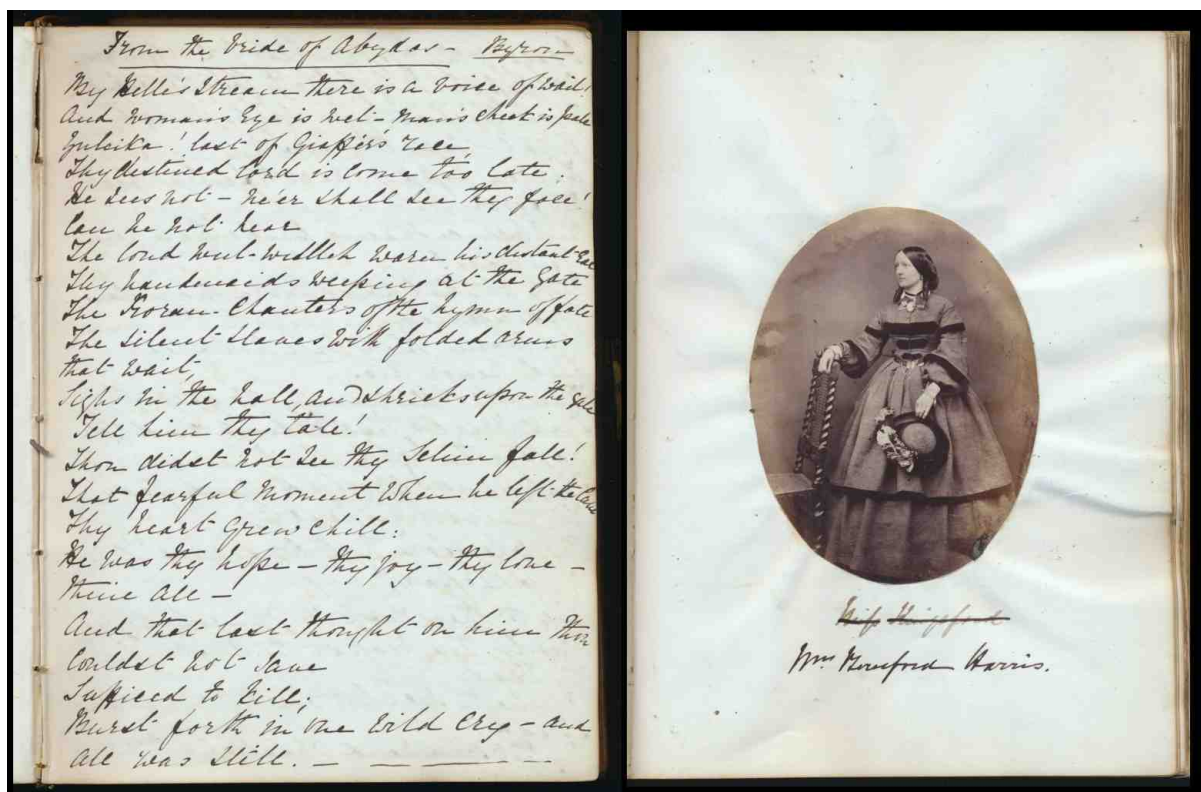 From the Bride of Abydos - Byron
By Helle's Stream there is a voice of wail!
And woman's Eye is wet - man's cheek is pale
Zuleika! last of Giaffir's race
Thy destined Lord is come too late.
He sees not - ne'er shall see thy face!
Can he not hear
The loud Wul-wulleh warn his distant Ear
Thy handmaids weeping at the Gate
The Koran-Chanters of the hymn of fate
The silent slaves with folded arms
that wait,
Sighs in the hall, and shrieks upon the gale
Tell him thy tale!
Thou didst not see thy Selim fall!
That fearful moment when he left the Cave
Thy heart grew chill:
He was thy hope - thy joy - thy love -
thine all -
And that last thought on him thou
Couldst not save
Sufficed to kill;
Burst forth in one wild cry - and
all was still. -
Miss Kingsford
Mrs Beresford Harris.